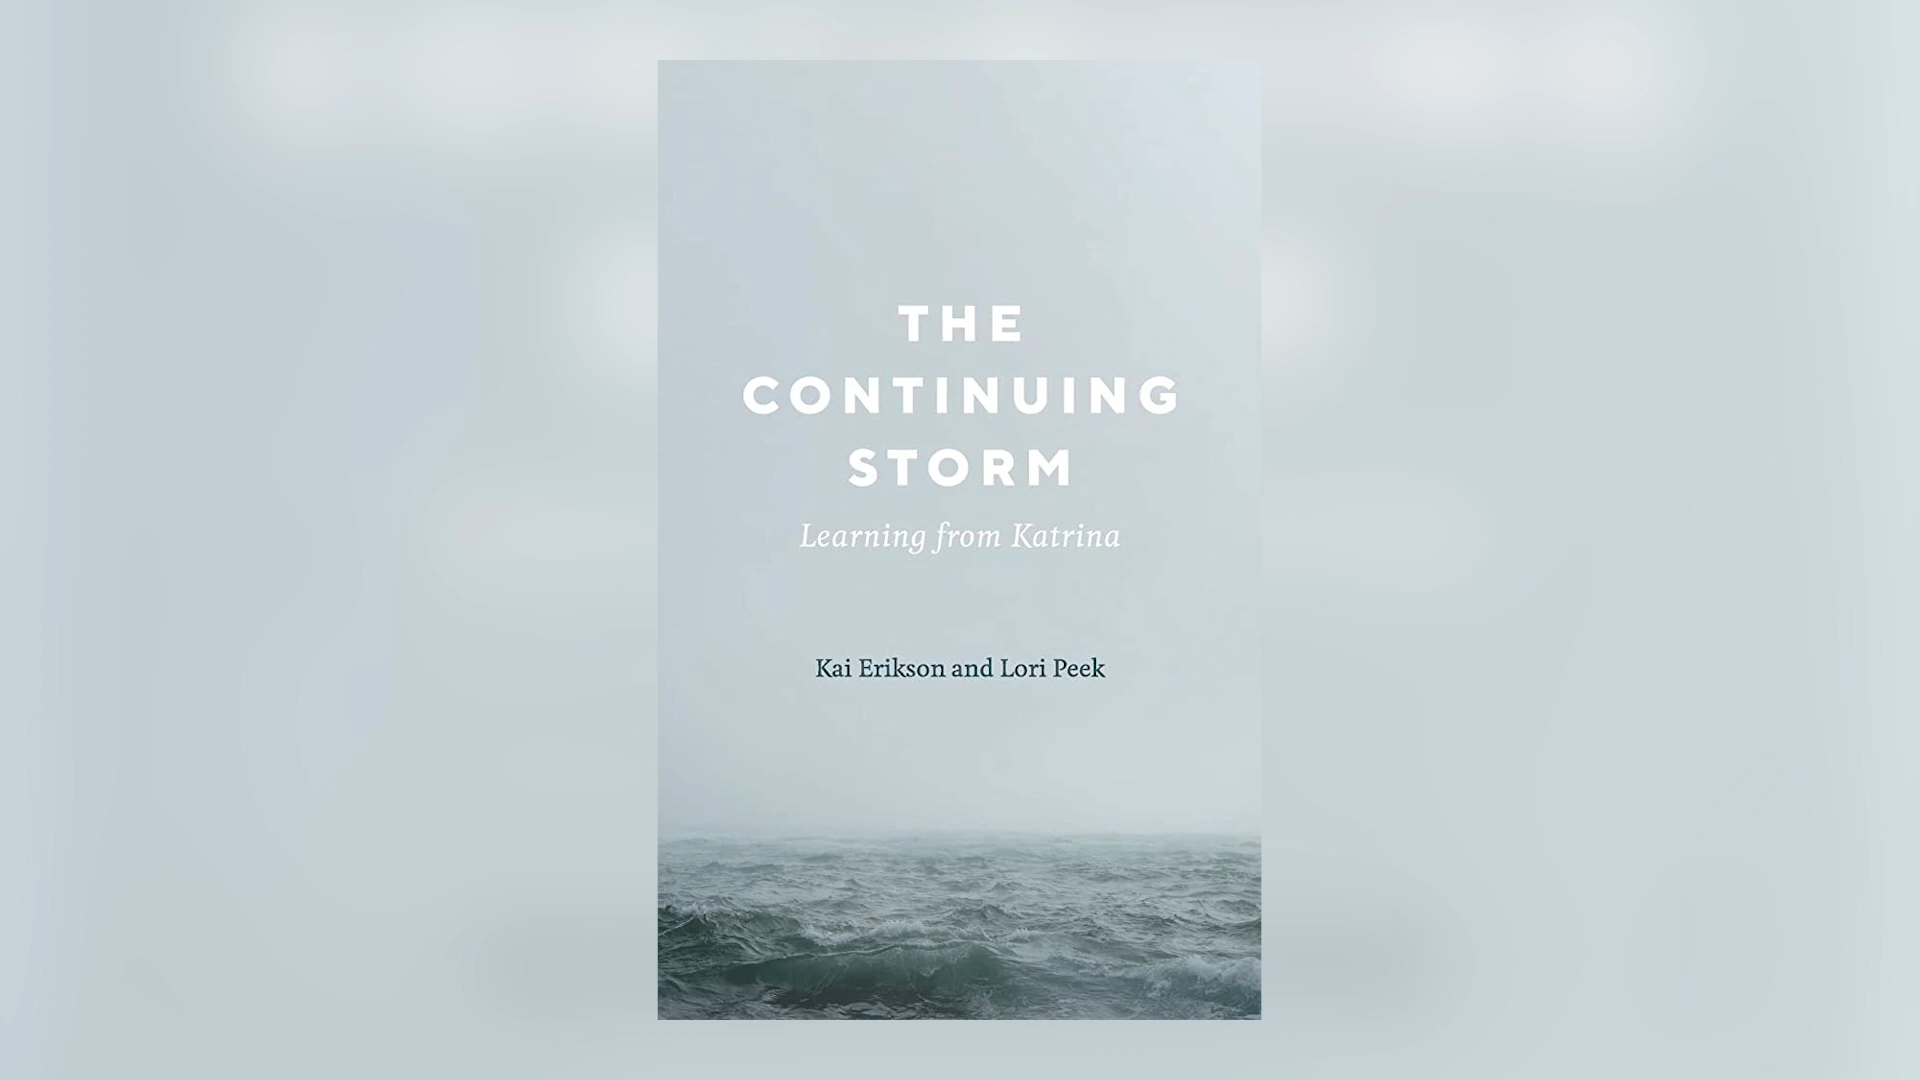 THE
CONTINUING
STORM
Learning from Katrina
Kai Erikson and Lori Peek